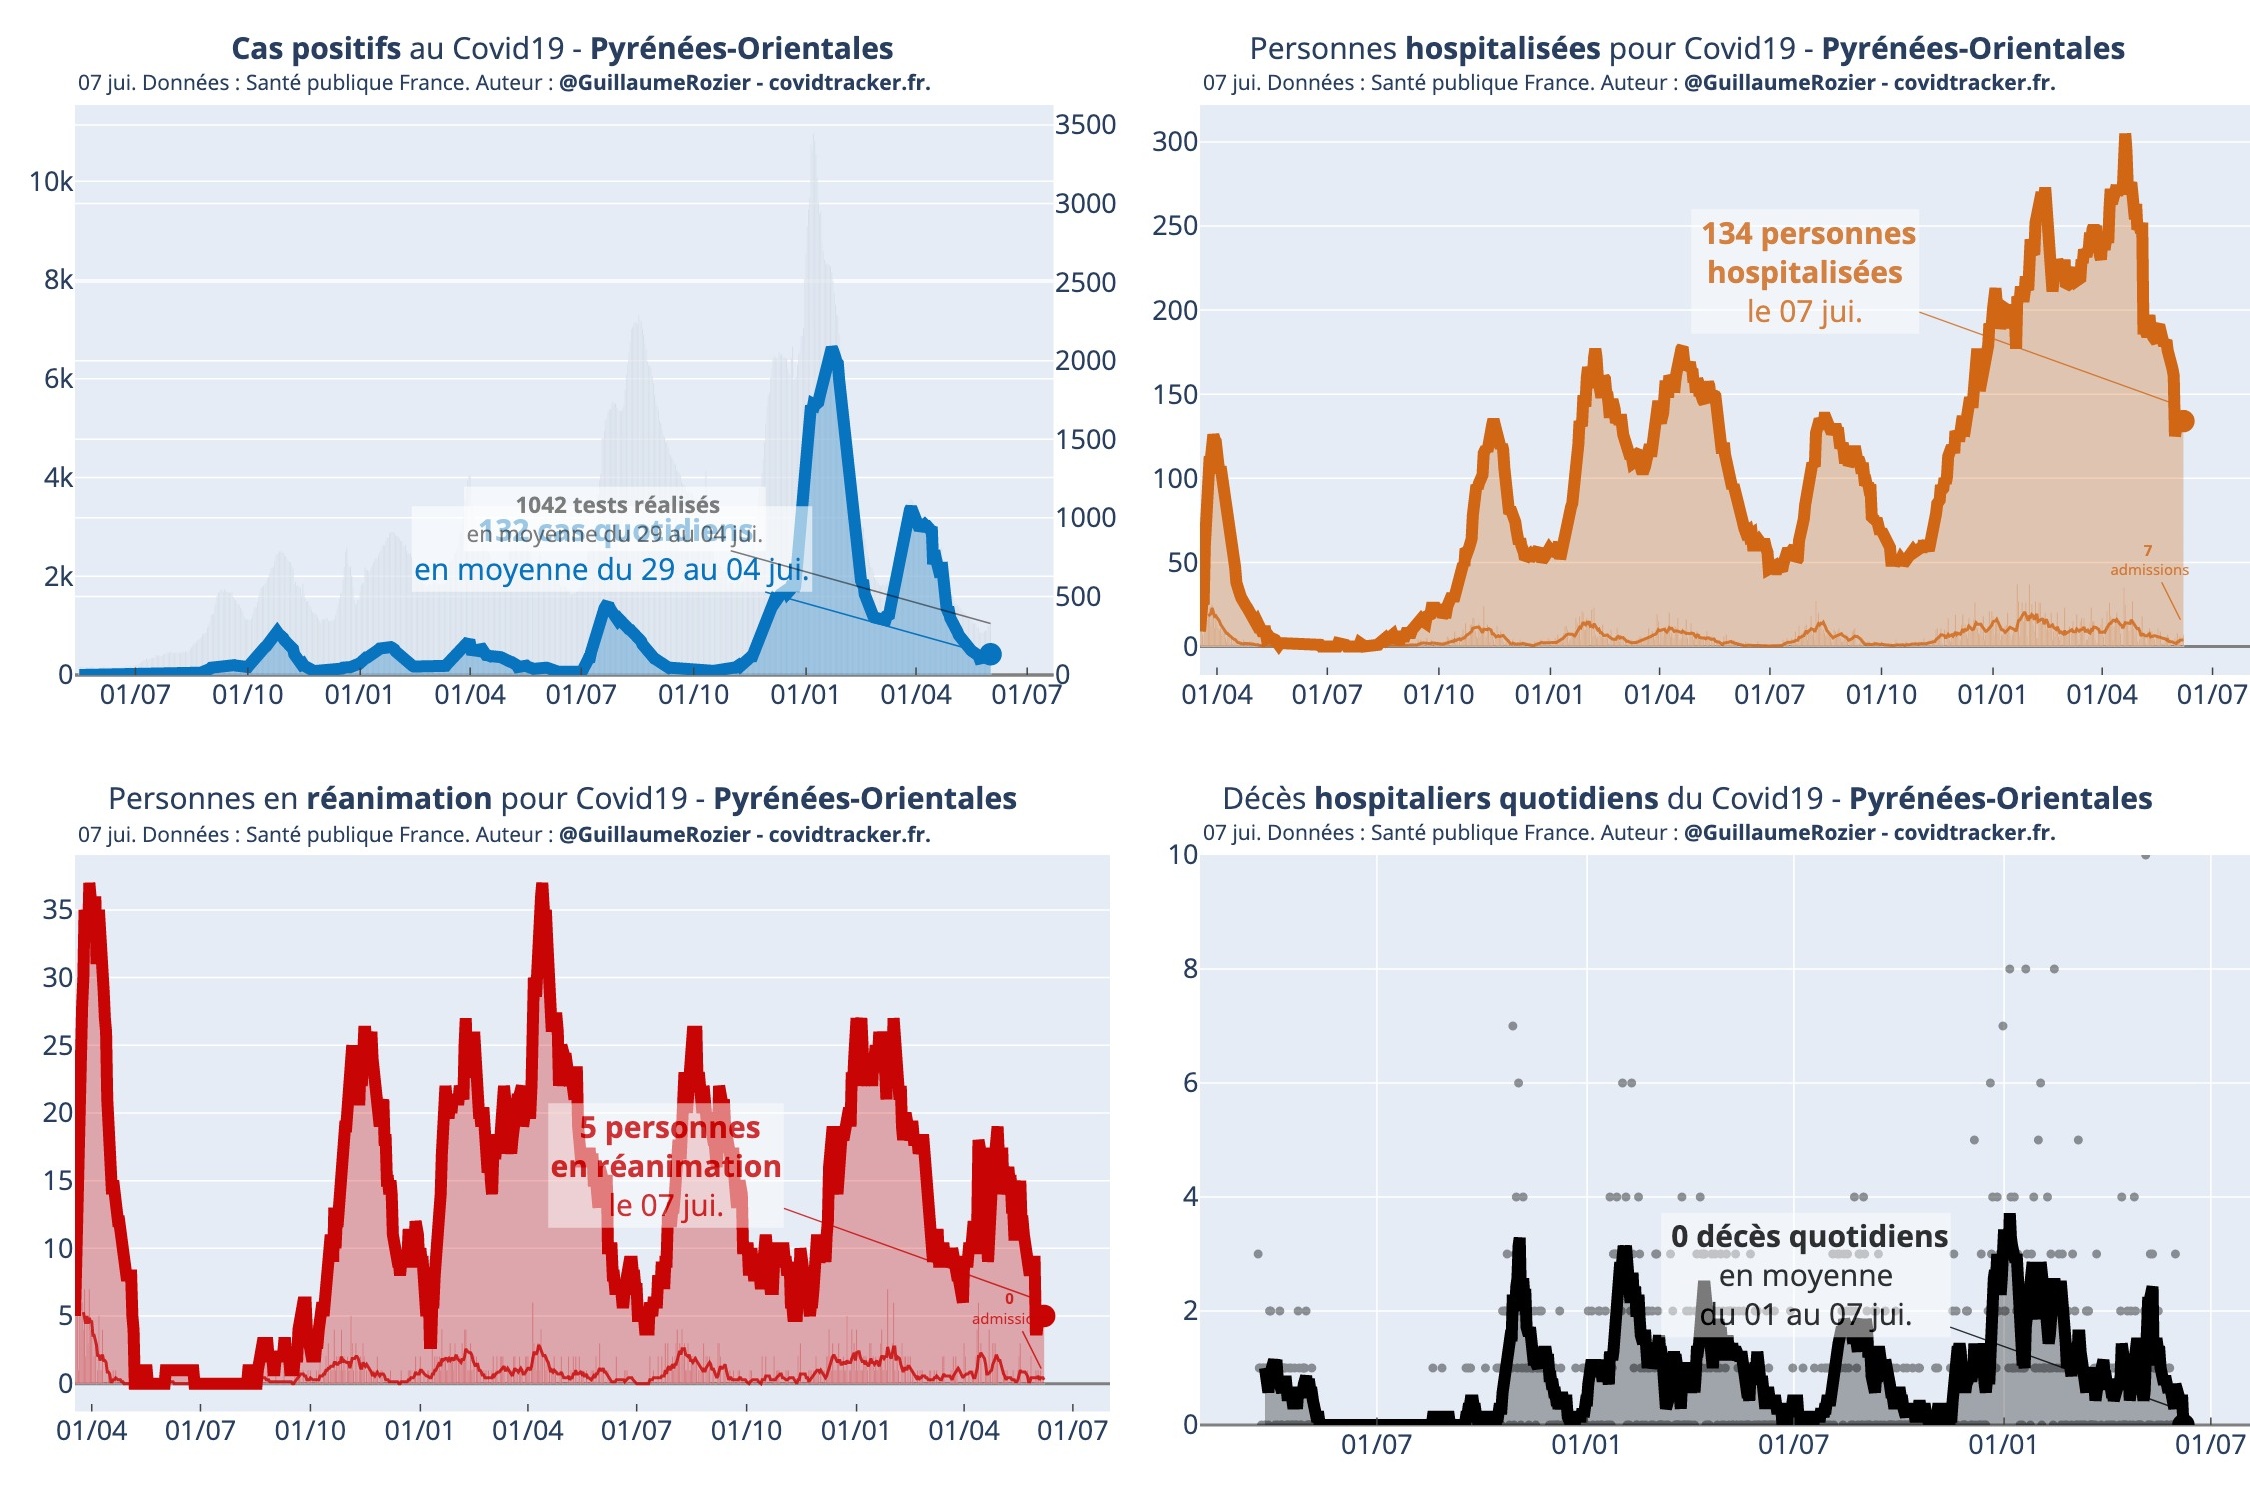 Cas positifs au Covid19 - Pyrénées-Orientales
07 jui. Données : Santé publique France. Auteur : @GuillaumeRozier - covidtracker.fr.
10k
8k
6k
4k
2k
0
3500
3000
2500
2000
1500
1000
500
0
1042 tests réalisés
en moyenne du 29 au 04 jui.
132 cas quotidiens
en moyenne du 29 au 04 jui.
01/07 01/10 01/01 01/04 01/07 01/10 01/01 01/04 01/07
Personnes hospitalisées pour Covid19 - Pyrénées-Orientales
07 jui. Données : Santé publique France. Auteur : @GuillaumeRozier - covidtracker.fr.
300
250
200
150
100
50
0
134 personnes
hospitalisées
le 07 jui.
7
admissions
01/04 01/07 01/10 01/01 01/04 01/07 01/10 01/01 01/04 01/07
Personnes en réanimation pour Covid19 - Pyrénées-Orientales
07 jui. Données : Santé publique France. Auteur : @GuillaumeRozier - covidtracker.fr.
35
30
25
20
15
10
5
0
5 personnes
en réanimation
le 07 jui.
0
admissio
01/04 01/07 01/10 01/01 01/04 01/07 01/10 01/01 01/04 01/07
Décès hospitaliers quotidiens du Covid19 - Pyrénées-Orientales
07 jui. Données : Santé publique France. Auteur : @GuillaumeRozier - covidtracker.fr.
10
8
6
4
2
0
0 décès quotidiens
en moyenne
du 01 au 07 jui.
01/07 01/01 01/07 01/01 01/07